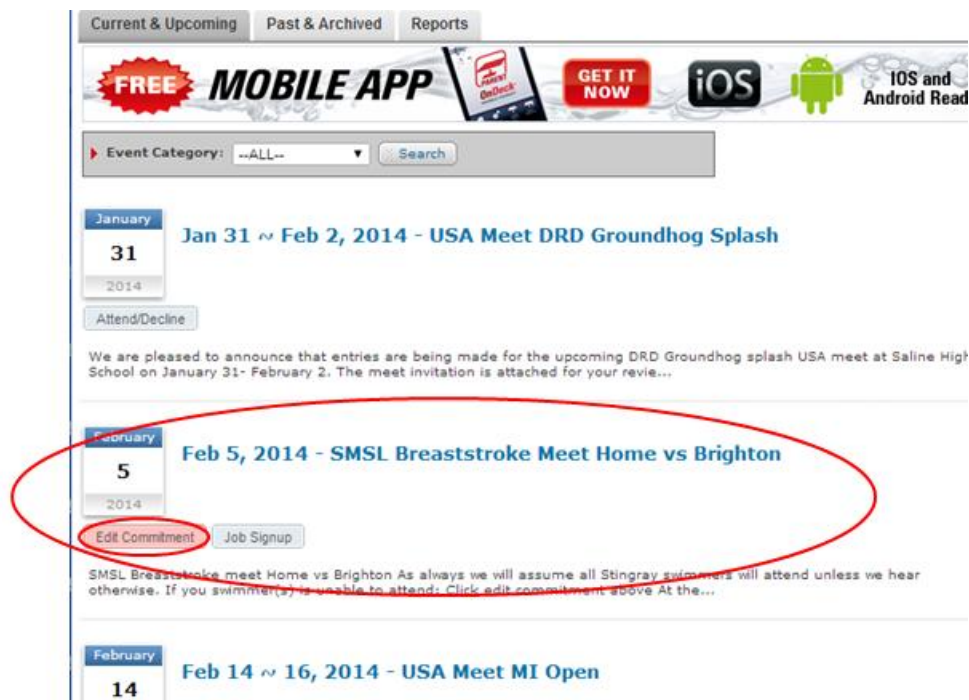 Current & Upcoming Past & Archived Reports
FREE MOBILE APP PARENT OnDeck GET IT NOW iOS IOS and Android Read
Event Category: --ALL-- Search
January
31
2014
Jan 31 ~ Feb 2, 2014 - USA Meet DRD Groundhog Splash
Attend/Decline
We are pleased to announce that entries are being made for the upcoming DRD Groundhog splash USA meet at Saline High
School on January 31- February 2. The meet invitation is attached for your revie...
February
5
2014
Feb 5, 2014 - SMSL Breaststroke Meet Home vs Brighton
Edit Commitment Job Signup
SMSL Breaststroke meet Home vs Brighton As always we will assume all Stingray swimmers will attend unless we hear
otherwise. If you swimmer(s) is unable to attend: Click edit commitment above At the...
February
14
Feb 14 ~ 16, 2014 - USA Meet MI Open